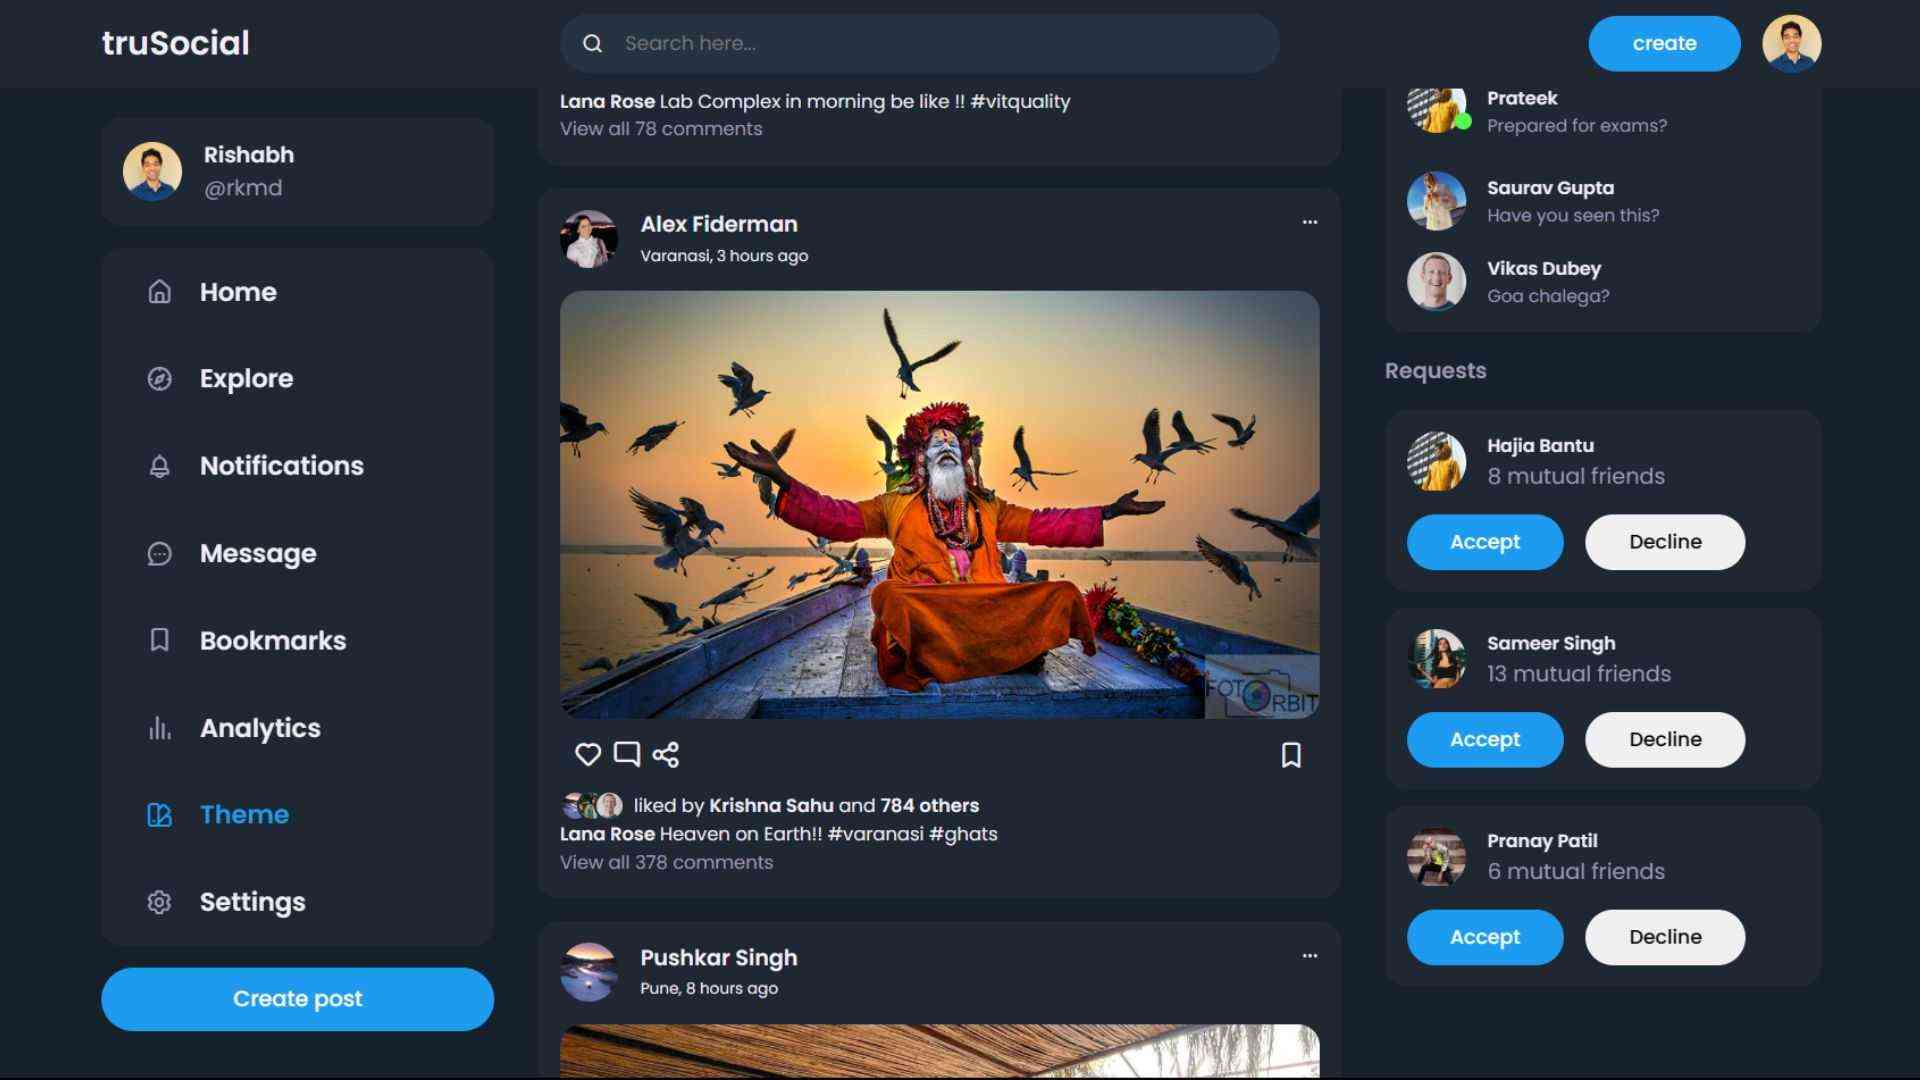 truSocial
Search here...
create
Rishabh
@rkmd
Home
Explore
Notifications
Message
Bookmarks
Analytics
Theme
Settings
Create post
Lana Rose Lab Complex in morning be like !! #vitquality
View all 78 comments
Alex Fiderman
Varanasi, 3 hours ago
...
FOTORBIT
liked by Krishna Sahu and 784 others
Lana Rose Heaven on Earth!! #varanasi #ghats
View all 378 comments
Pushkar Singh
Pune, 8 hours ago
...
Prateek
Prepared for exams?
Saurav Gupta
Have you seen this?
Vikas Dubey
Goa chalega?
Requests
Hajia Bantu
8 mutual friends
Accept Decline
Sameer Singh
13 mutual friends
Accept Decline
Pranay Patil
6 mutual friends
Accept Decline